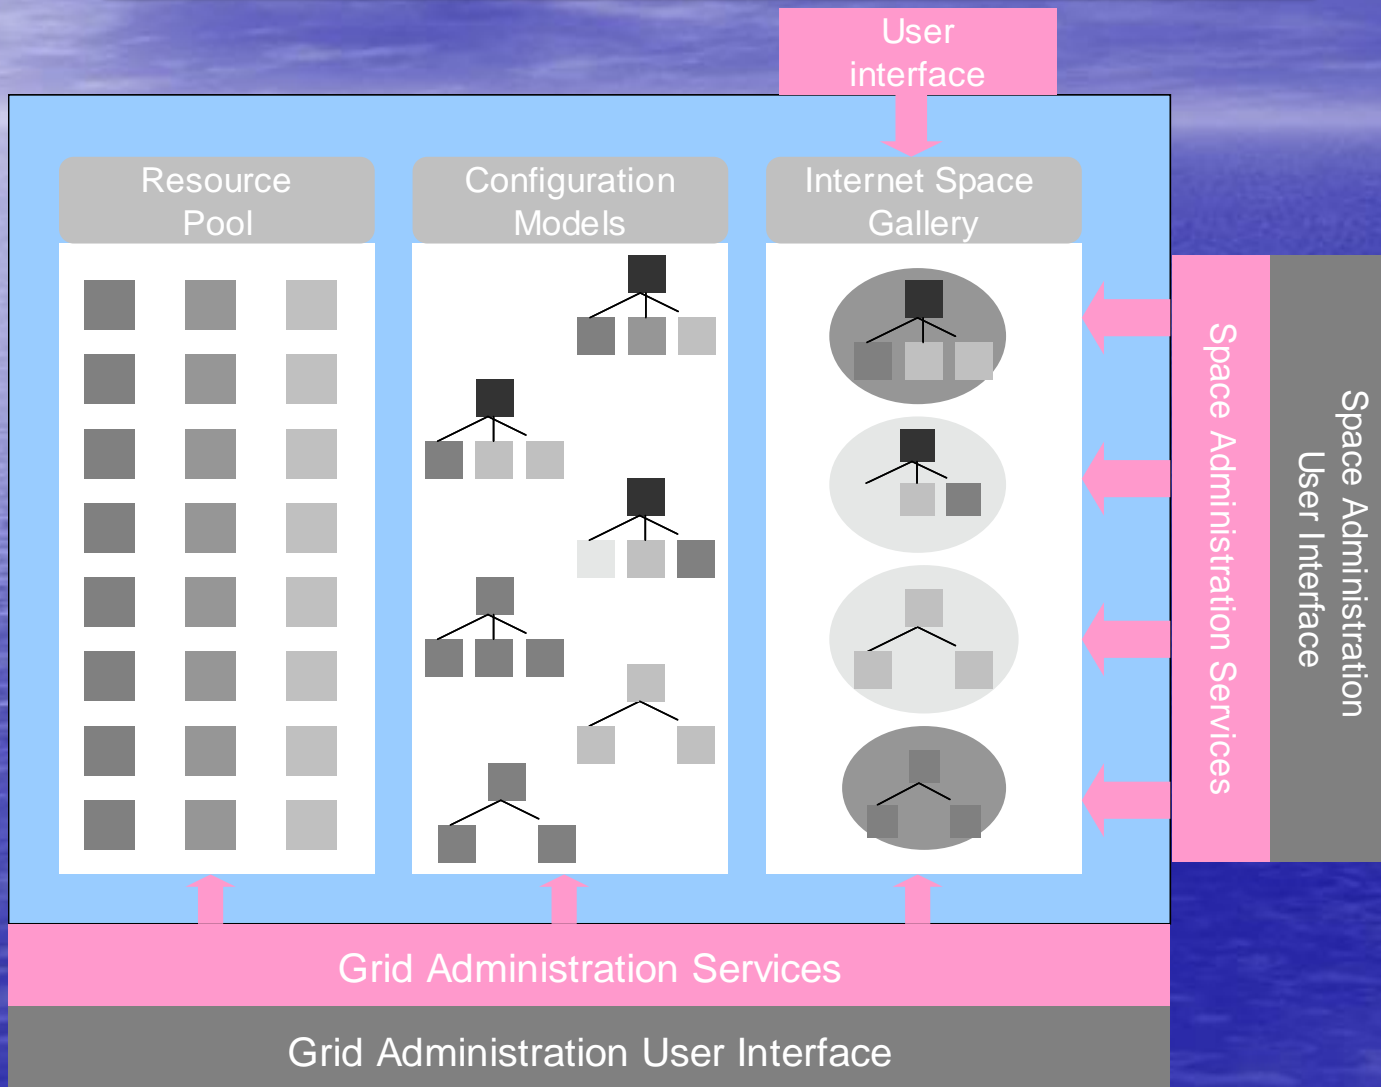 User
interface
Resource
Pool
Configuration
Models
Internet Space
Gallery
Space Administration Services
Space Administration
User Interface
Grid Administration Services
Grid Administration User Interface